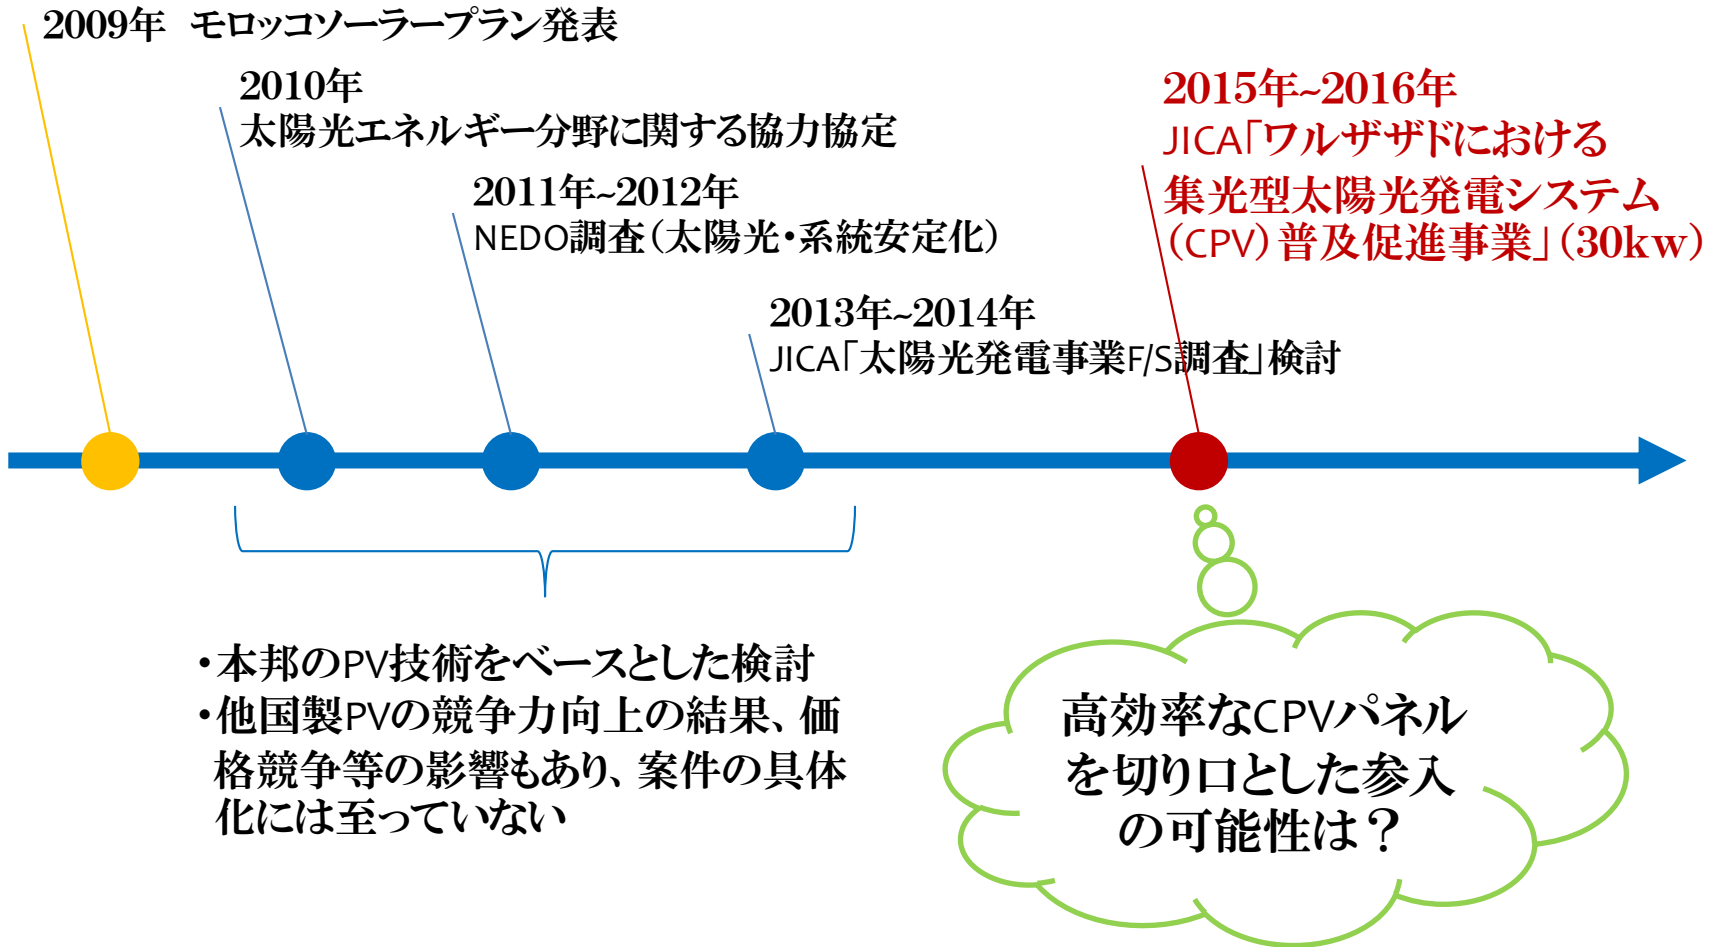 2009年　モロッコソーラープラン発表
2010年
太陽光エネルギー分野に関する協力協定
2011年~2012年
NEDO調査（太陽光・系統安定化）
2013年~2014年
JICA「太陽光発電事業F/S調査」検討
2015年~2016年
JICA「ワルザザドにおける
集光型太陽光発電システム
（CPV）普及促進事業」（30kw）
・本邦のPV技術をベースとした検討
・他国製PVの競争力向上の結果、価
格競争等の影響もあり、案件の具体
化には至っていない
高効率なCPVパネル
を切り口とした参入
の可能性は？